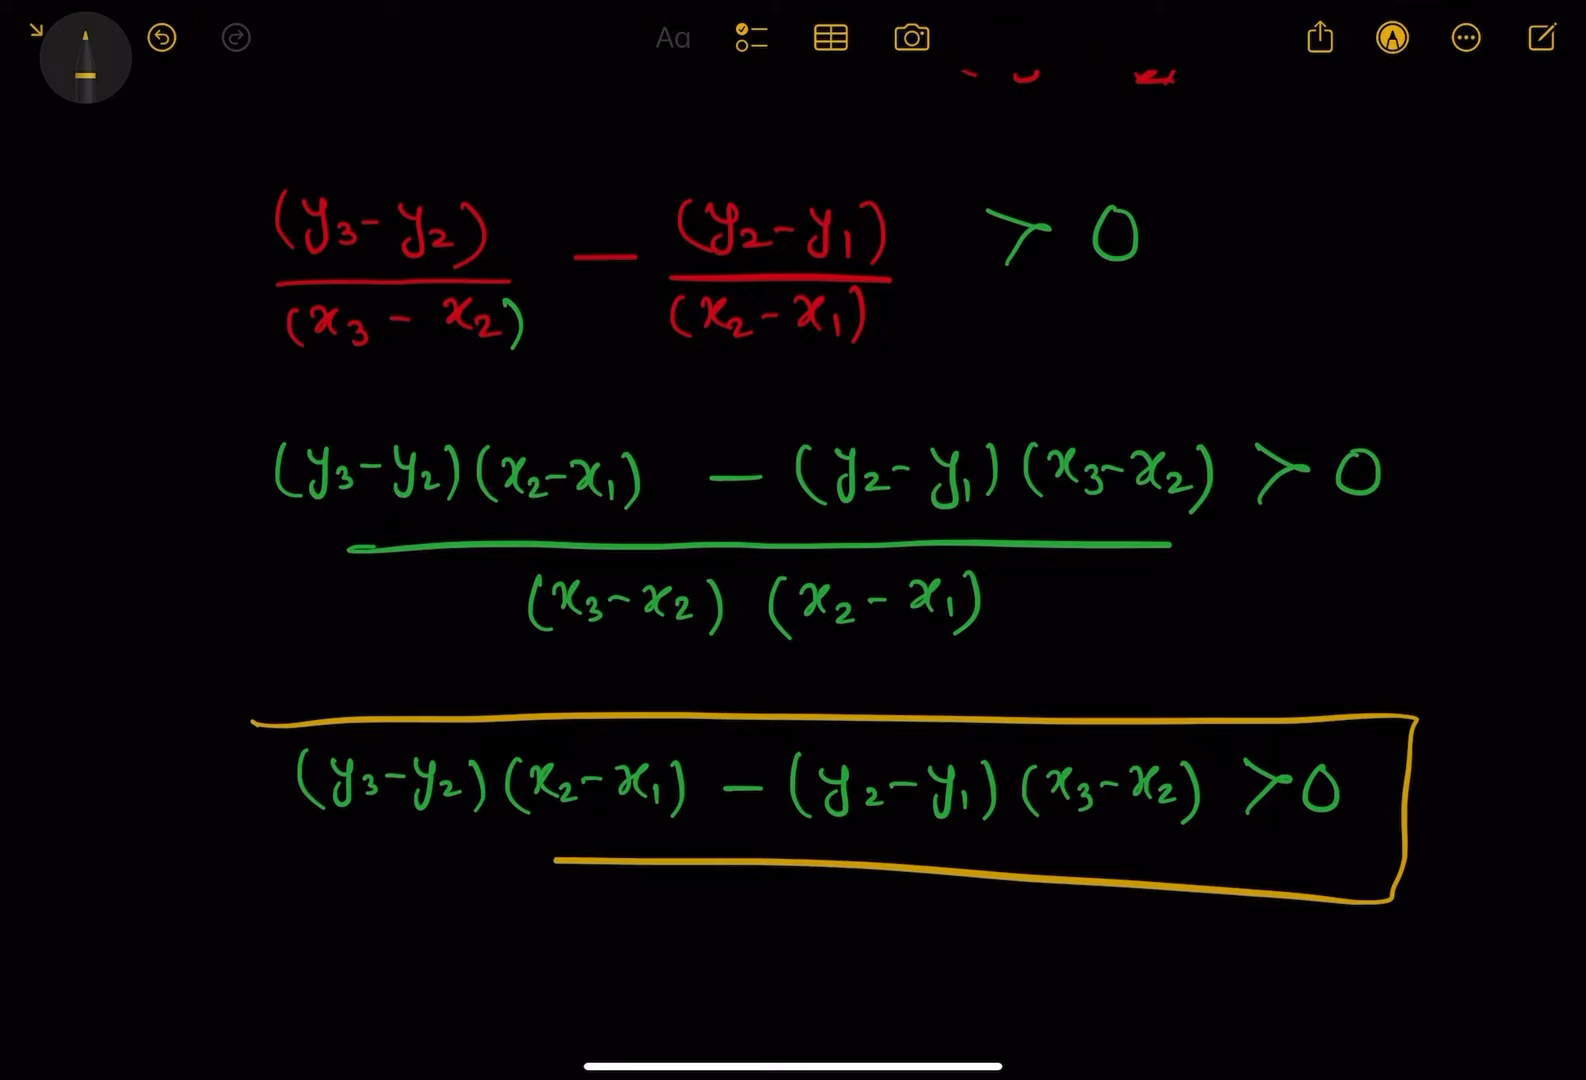 Aa
(y₃-y₂) / (x₃ - x₂) — (y₂-y₁) / (x₂-x₁) > 0
(y₃-y₂)(x₂-x₁) — (y₂-y₁)(x₃-x₂) > 0
(x₃-x₂) (x₂-x₁)
(y₃-y₂)(x₂-x₁) — (y₂-y₁)(x₃-x₂) >0